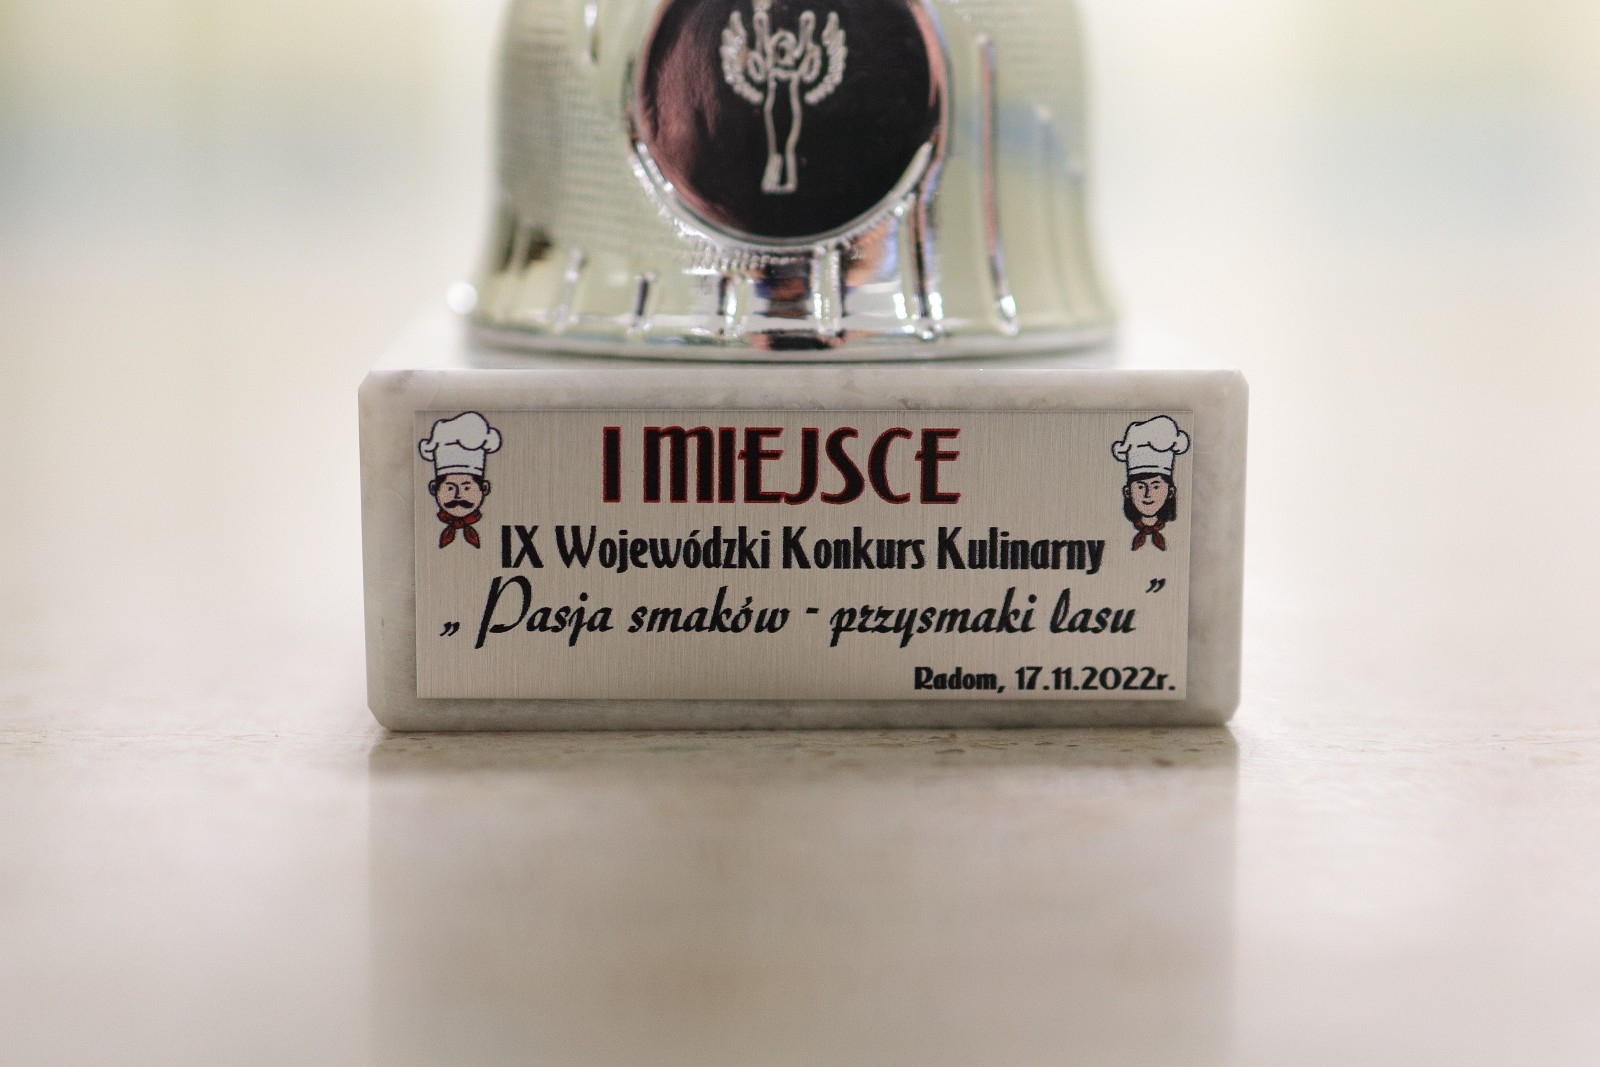 I MIEJSCE
IX Wojewódzki Konkurs Kulinarny
„Pasja smaków - przysmaki lasu”
Radom, 17.11.2022r.